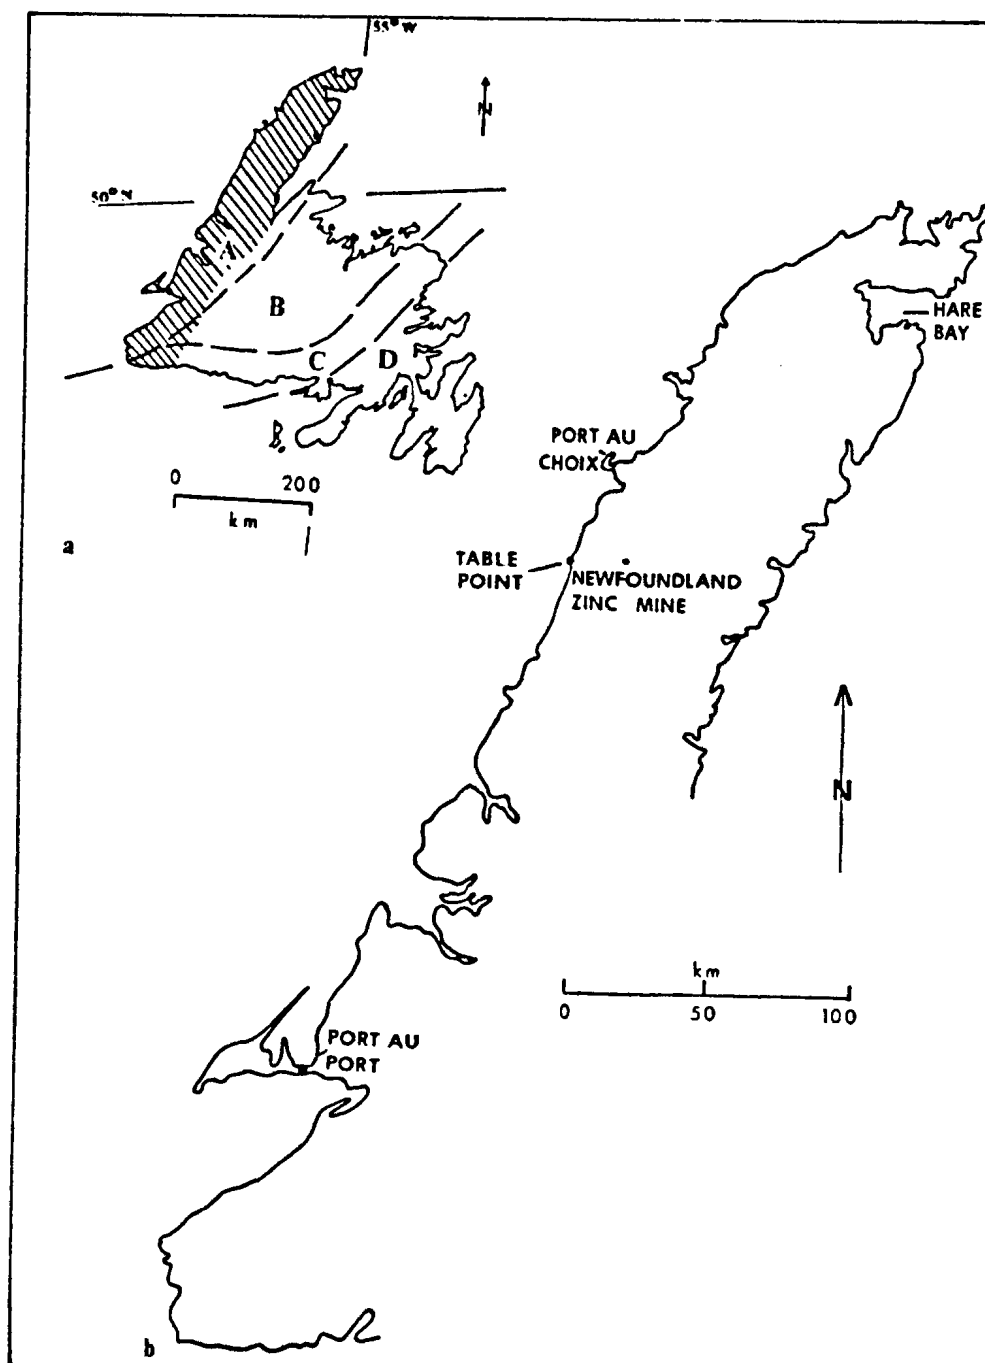 55° W
N
50° N
A
B
C
D
0 200
km
a
HARE
BAY
PORT AU
CHOIX
TABLE
POINT
NEWFOUNDLAND
ZINC MINE
N
km
0 50 100
PORT AU
PORT
b